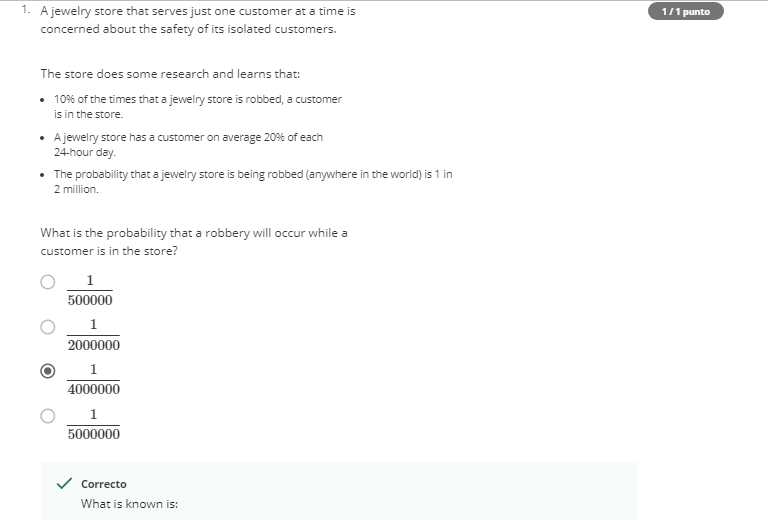 1. A jewelry store that serves just one customer at a time is
concerned about the safety of its isolated customers.
1 / 1 punto
The store does some research and learns that:
• 10% of the times that a jewelry store is robbed, a customer
is in the store.
• A jewelry store has a customer on average 20% of each
24-hour day.
• The probability that a jewelry store is being robbed (anywhere in the world) is 1 in
2 million.
What is the probability that a robbery will occur while a
customer is in the store?
1
500000
1
2000000
1
4000000
1
5000000
Correcto
What is known is: